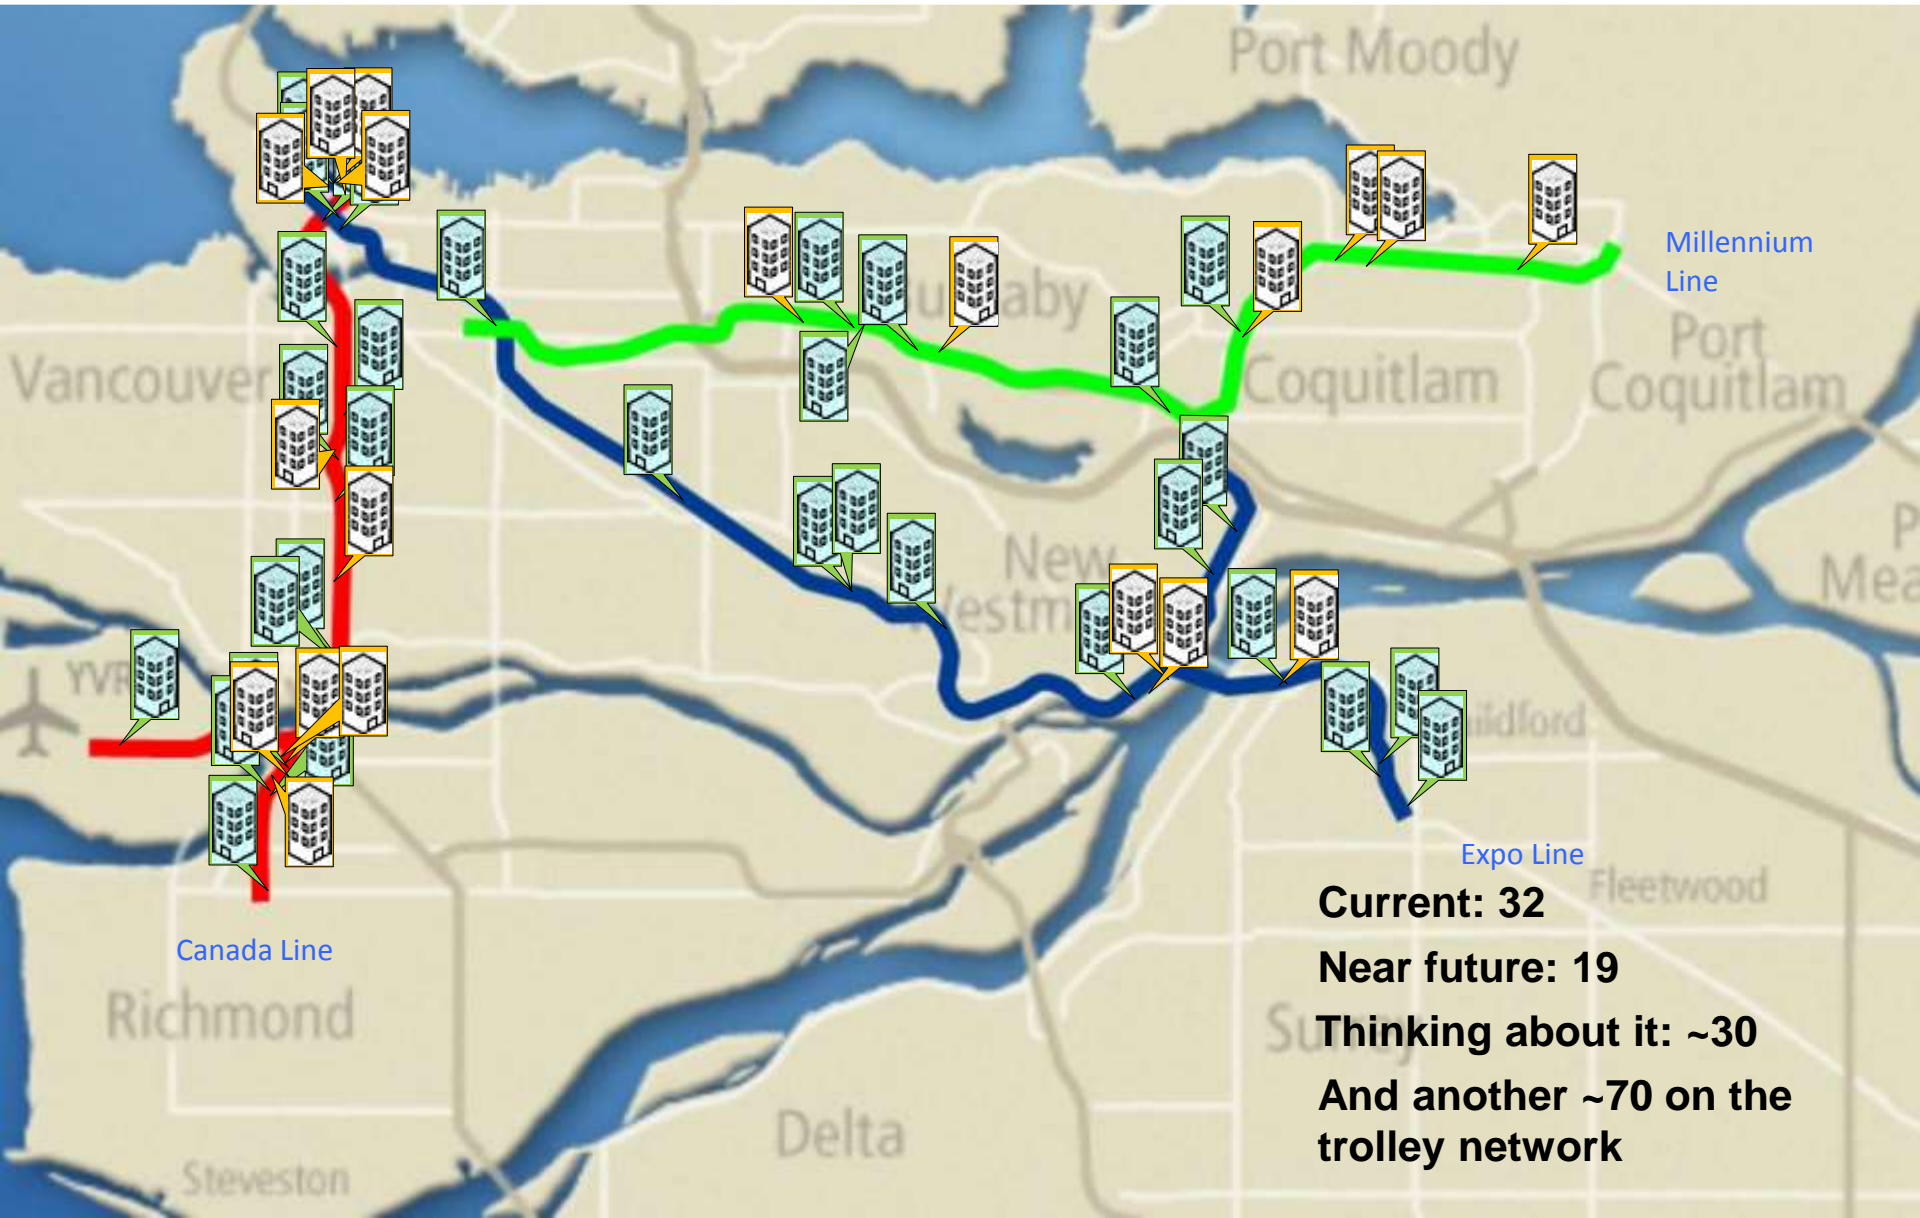 Port Moody
Millennium
Line
Port
Coquitlam
Coquitlam
Vancouver
New
YVR
Expo Line
Fleetwood
Current: 32
Near future: 19
Canada Line
Richmond
Thinking about it: ~30
And another ~70 on the
trolley network
Delta
Steveston